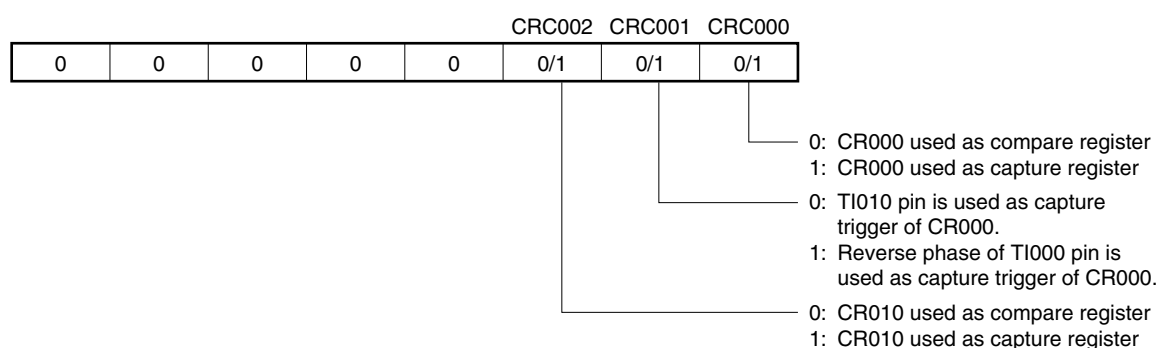 CRC002 CRC001 CRC000
0 0 0 0 0 0/1 0/1 0/1
0: CR000 used as compare register
1: CR000 used as capture register
0: TI010 pin is used as capture
trigger of CR000.
1: Reverse phase of TI000 pin is
used as capture trigger of CR000.
0: CR010 used as compare register
1: CR010 used as capture register